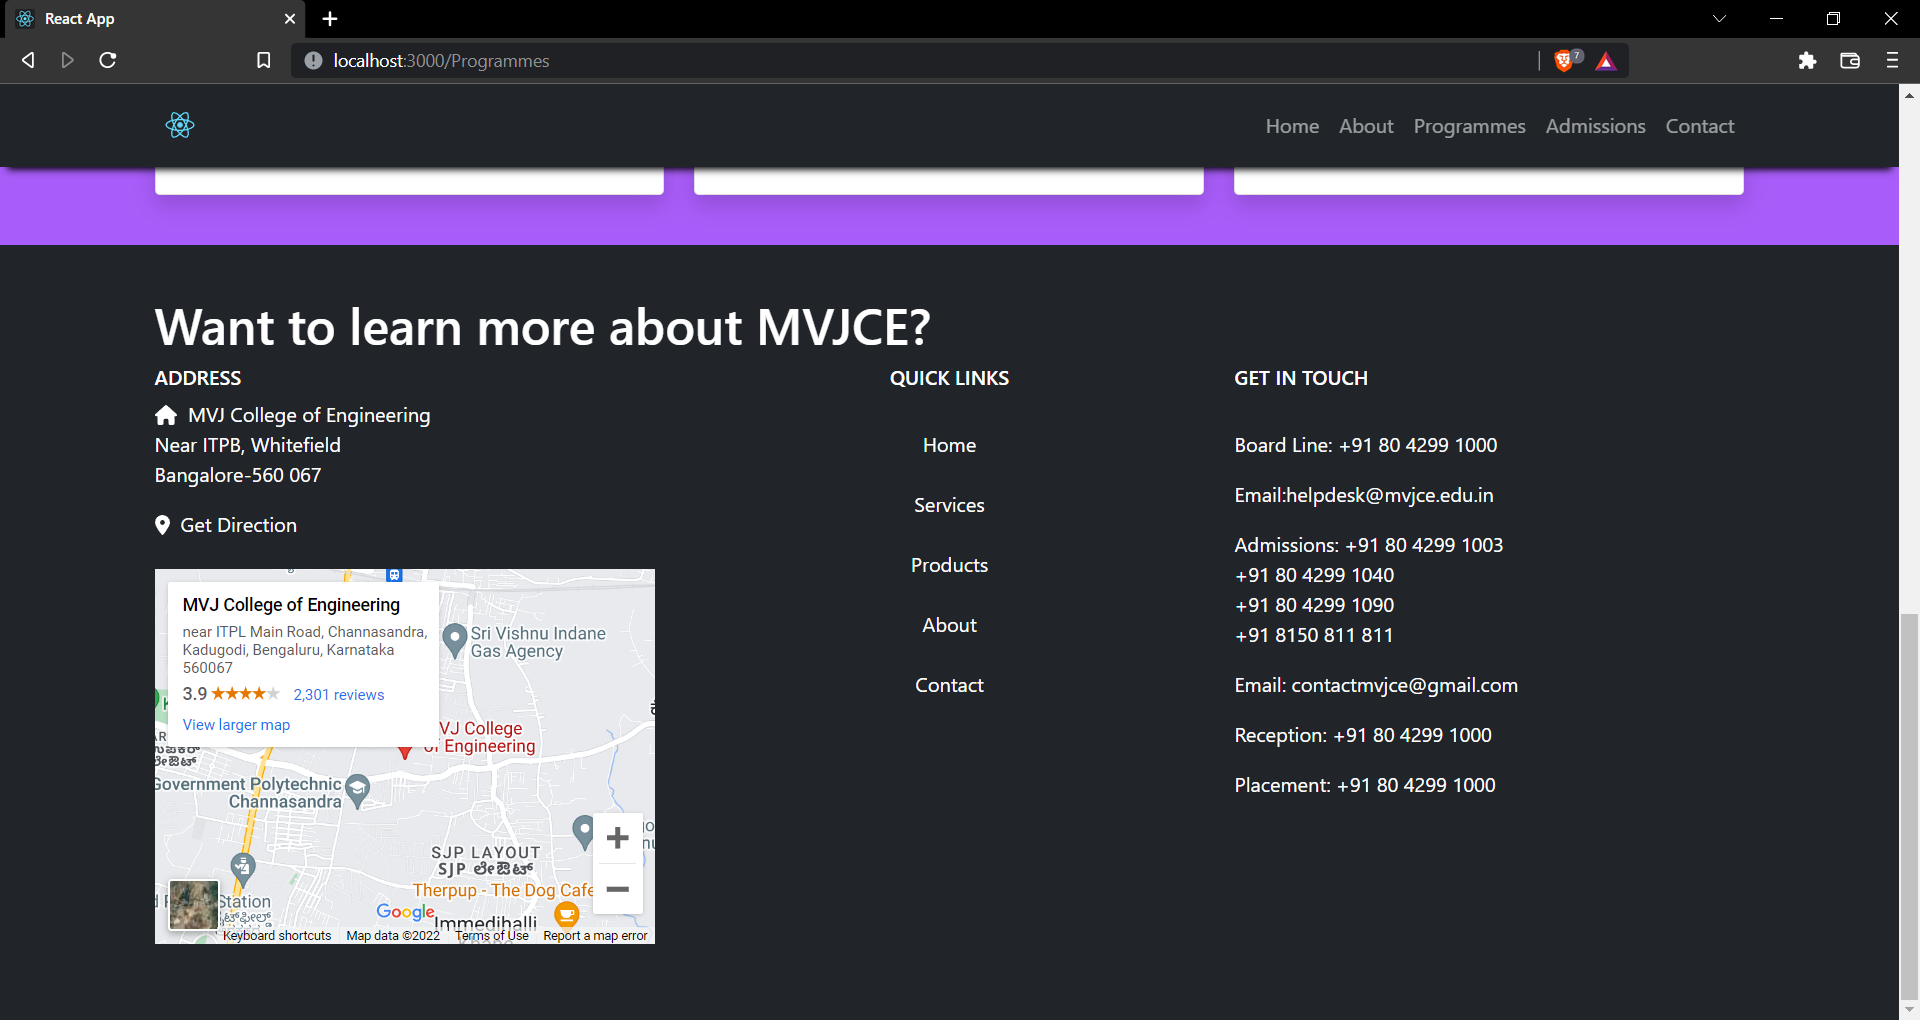 React App
localhost:3000/Programmes
7
Home About Programmes Admissions Contact
Want to learn more about MVJCE?
ADDRESS
MVJ College of Engineering
Near ITPB, Whitefield
Bangalore-560 067
Get Direction
MVJ College of Engineering
near ITPL Main Road, Channasandra,
Kadugodi, Bengaluru, Karnataka
560067
3.9 2,301 reviews
View larger map
Sri Vishnu Indane
Gas Agency
VJ College
of Engineering
Government Polytechnic
Channasandra
SJP LAYOUT
SJP ಲೇಔಟ್
Therpup - The Dog Cafe
Station
Google
Immedihalli
Keyboard shortcuts Map data ©2022 Terms of Use Report a map error
QUICK LINKS
Home
Services
Products
About
Contact
GET IN TOUCH
Board Line: +91 80 4299 1000
Email:helpdesk@mvjce.edu.in
Admissions: +91 80 4299 1003
+91 80 4299 1040
+91 80 4299 1090
+91 8150 811 811
Email: contactmvjce@gmail.com
Reception: +91 80 4299 1000
Placement: +91 80 4299 1000